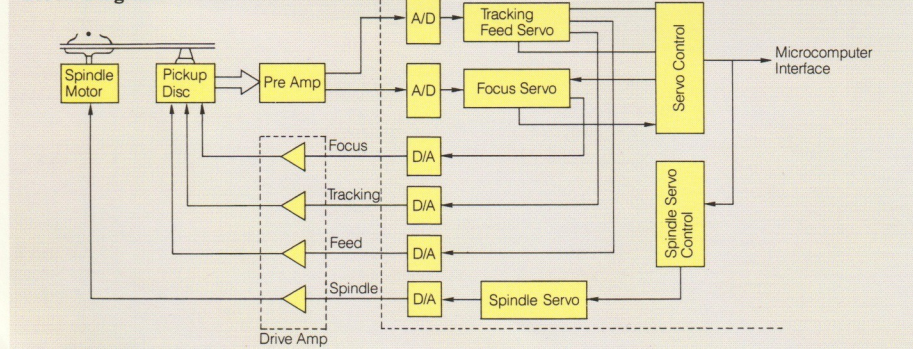 A/D
Tracking
Feed Servo
Servo Control
Microcomputer
Interface
Spindle
Motor
Pickup
Disc
Pre Amp
A/D
Focus Servo
Focus
D/A
Tracking
D/A
Spindle Servo
Control
Feed
D/A
Spindle
D/A
Spindle Servo
Drive Amp